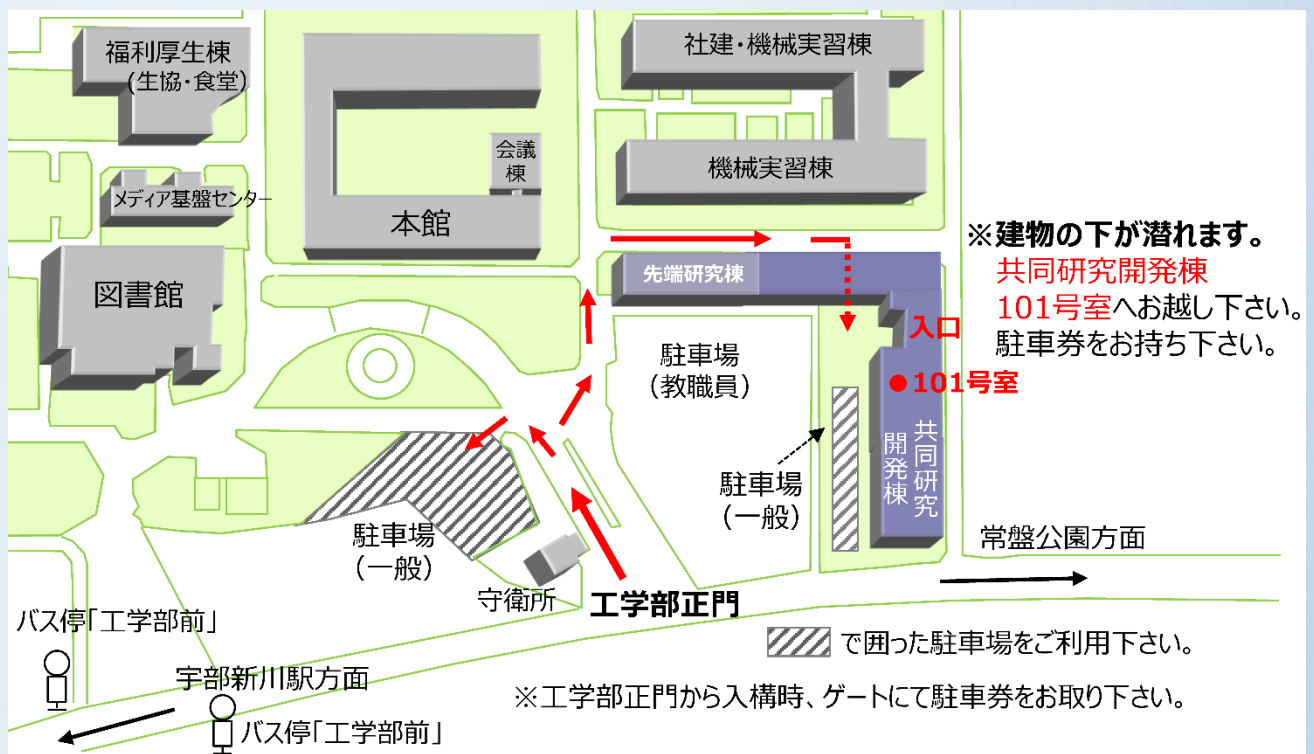 福利厚生棟
(生協・食堂)
社建・機械実習棟
会議
棟
機械実習棟
メディア基盤センター
本館
※建物の下が潜れます。
共同研究開発棟
101号室へお越し下さい。
駐車券をお持ち下さい。
先端研究棟
図書館
入口
駐車場
(教職員)
101号室
共同研究
開発棟
駐車場
(一般)
駐車場
(一般)
常盤公園方面
守衛所
工学部正門
バス停「工学部前」
で囲った駐車場をご利用下さい。
宇部新川駅方面
※工学部正門から入構時、ゲートにて駐車券をお取り下さい。
バス停「工学部前」